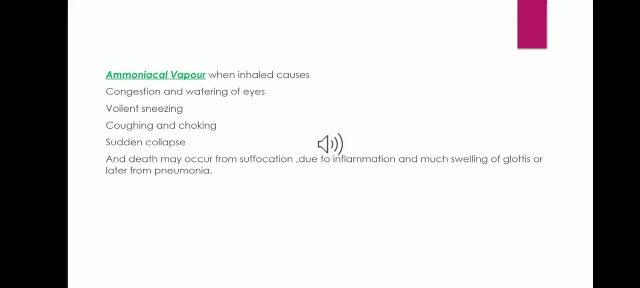 Ammoniacal Vapour when inhaled causes
Congestion and watering of eyes
Voilent sneezing
Coughing and choking
Sudden collapse
And death may occur from suffocation ,due to inflammation and much swelling of glottis or
later from pneumonia.